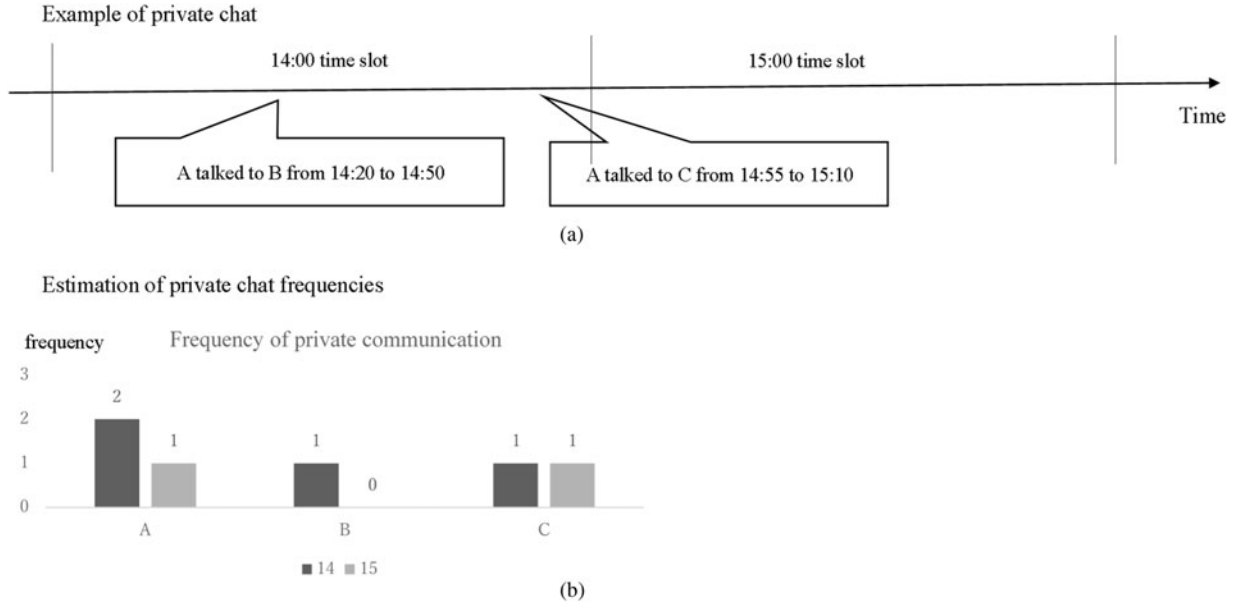 Example of private chat
14:00 time slot
15:00 time slot
Time
A talked to B from 14:20 to 14:50
A talked to C from 14:55 to 15:10
(a)
Estimation of private chat frequencies
frequency
Frequency of private communication
3
2
1
0
2
1
1
0
1
1
A
B
C
14 15
(b)